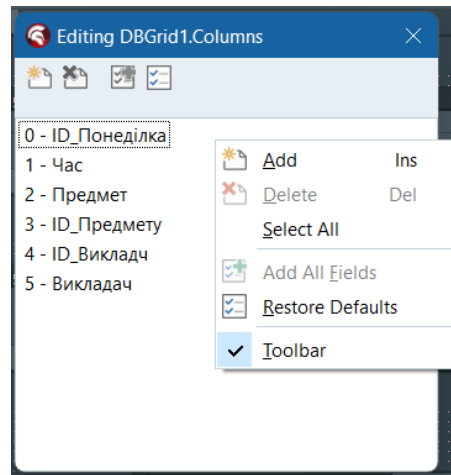 Editing DBGrid1.Columns
0 - ID_Понеділка
1 - Час
2 - Предмет
3 - ID_Предмету
4 - ID_Викладч
5 - Викладач
Add Ins
Delete Del
Select All
Add All Fields
Restore Defaults
Toolbar